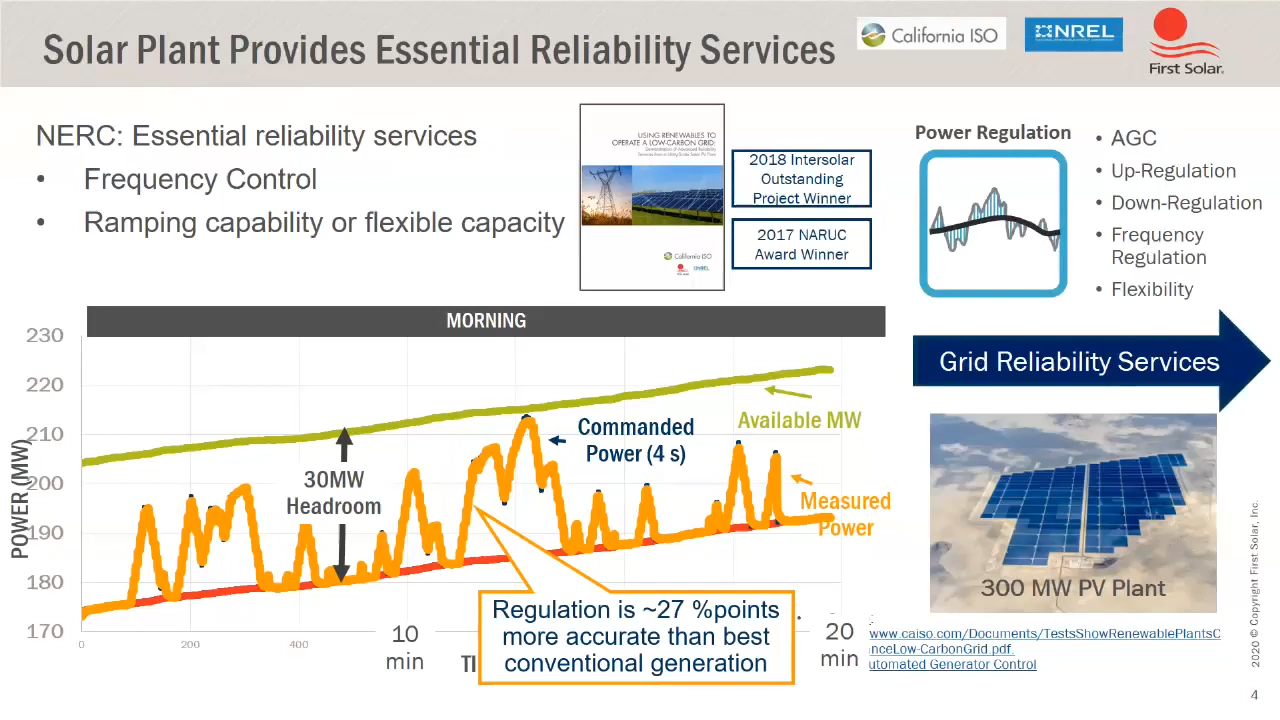 Solar Plant Provides Essential Reliability Services
California ISO
NREL
First Solar.
NERC: Essential reliability services
• Frequency Control
• Ramping capability or flexible capacity
USING RENEWABLES TO
OPERATE A LOW-CARBON GRID:
California ISO
NREL
2018 Intersolar
Outstanding
Project Winner
2017 NARUC
Award Winner
Power Regulation
• AGC
• Up-Regulation
• Down-Regulation
• Frequency
Regulation
• Flexibility
MORNING
230
220
210
200
190
180
170
POWER (MW)
0
200
400
10
min
TI
20
min
30MW
Headroom
Commanded
Power (4 s)
Available MW
Measured
Power
Regulation is ~27 %points
more accurate than best
conventional generation
Grid Reliability Services
300 MW PV Plant
www.caiso.com/Documents/TestsShowRenewablePlantsC
nceLow-CarbonGrid.pdf.
utomated Generator Control
2020 © Copyright First Solar, Inc.
4